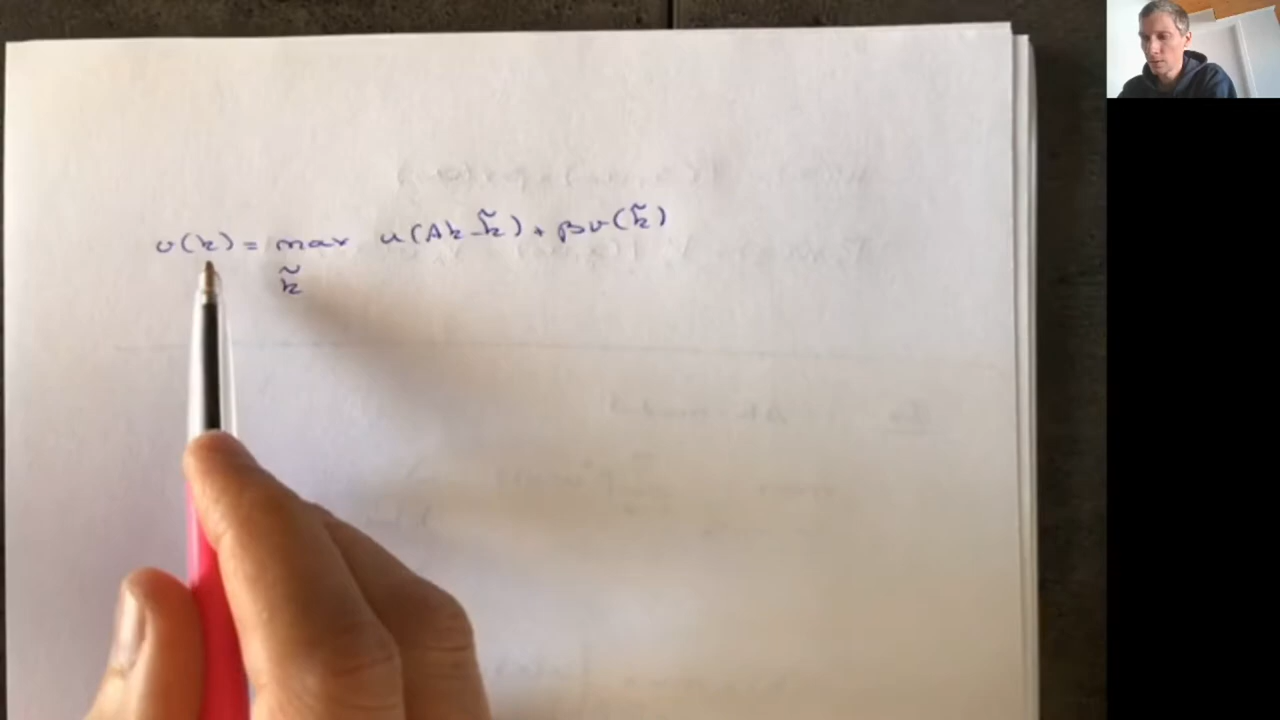 v(k) = max u(Ak - k̃) + βv(k̃)
k̃